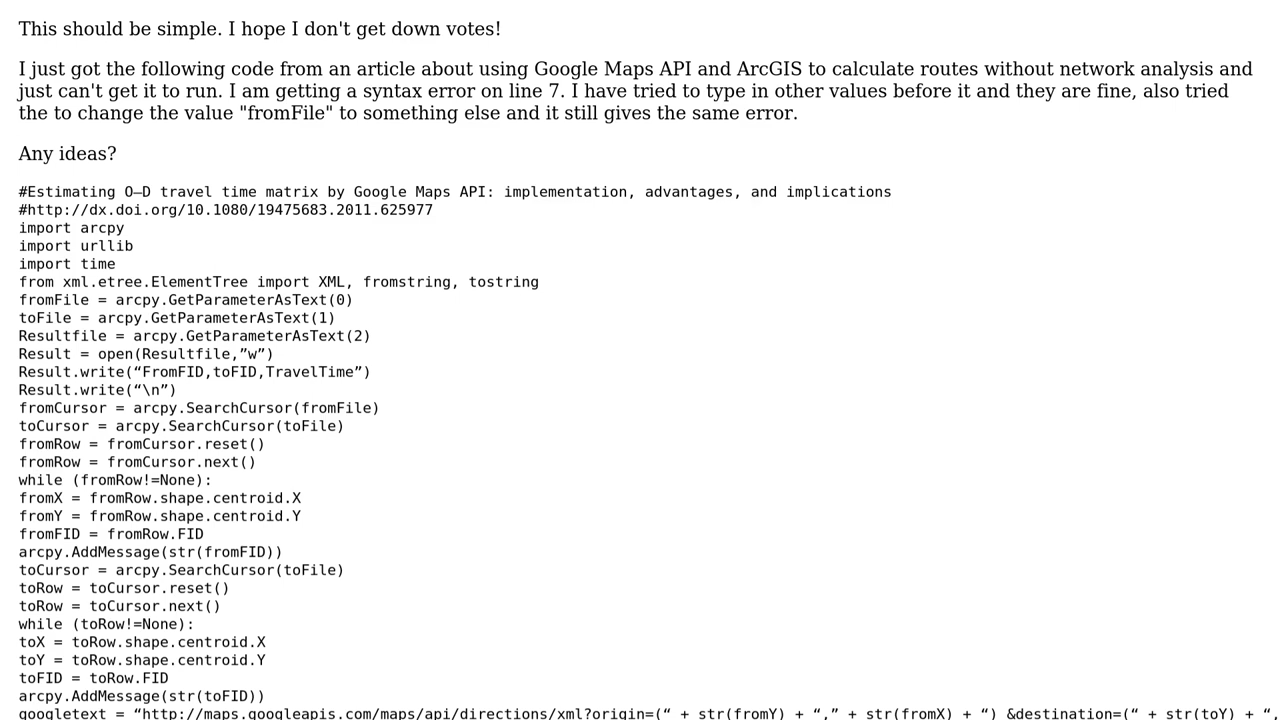 This should be simple. I hope I don't get down votes!
I just got the following code from an article about using Google Maps API and ArcGIS to calculate routes without network analysis and
just can't get it to run. I am getting a syntax error on line 7. I have tried to type in other values before it and they are fine, also tried
the to change the value "fromFile" to something else and it still gives the same error.
Any ideas?
#Estimating O–D travel time matrix by Google Maps API: implementation, advantages, and implications
#http://dx.doi.org/10.1080/19475683.2011.625977
import arcpy
import urllib
import time
from xml.etree.ElementTree import XML, fromstring, tostring
fromFile = arcpy.GetParameterAsText(0)
toFile = arcpy.GetParameterAsText(1)
Resultfile = arcpy.GetParameterAsText(2)
Result = open(Resultfile,”w”)
Result.write(“FromFID,toFID,TravelTime”)
Result.write(“\n”)
fromCursor = arcpy.SearchCursor(fromFile)
toCursor = arcpy.SearchCursor(toFile)
fromRow = fromCursor.reset()
fromRow = fromCursor.next()
while (fromRow!=None):
fromX = fromRow.shape.centroid.X
fromY = fromRow.shape.centroid.Y
fromFID = fromRow.FID
arcpy.AddMessage(str(fromFID))
toCursor = arcpy.SearchCursor(toFile)
toRow = toCursor.reset()
toRow = toCursor.next()
while (toRow!=None):
toX = toRow.shape.centroid.X
toY = toRow.shape.centroid.Y
toFID = toRow.FID
arcpy.AddMessage(str(toFID))
googletext = “http://maps.googleapis.com/maps/api/directions/xml?origin=(“ + str(fromY) + “,” + str(fromX) + “) &destination=(“ + str(toY) + “